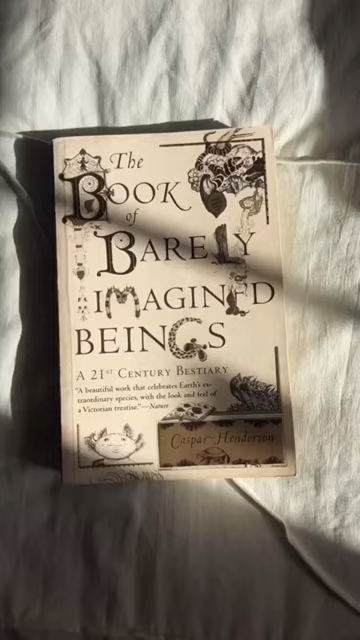 The
BOOK
of
BARELY
IMAGINED
BEINGS
A 21ST CENTURY BESTIARY
"A beautiful work that celebrates Earth's ex-
traordinary species, with the look and feel of
a Victorian treatise."—Nature
Caspar Henderson